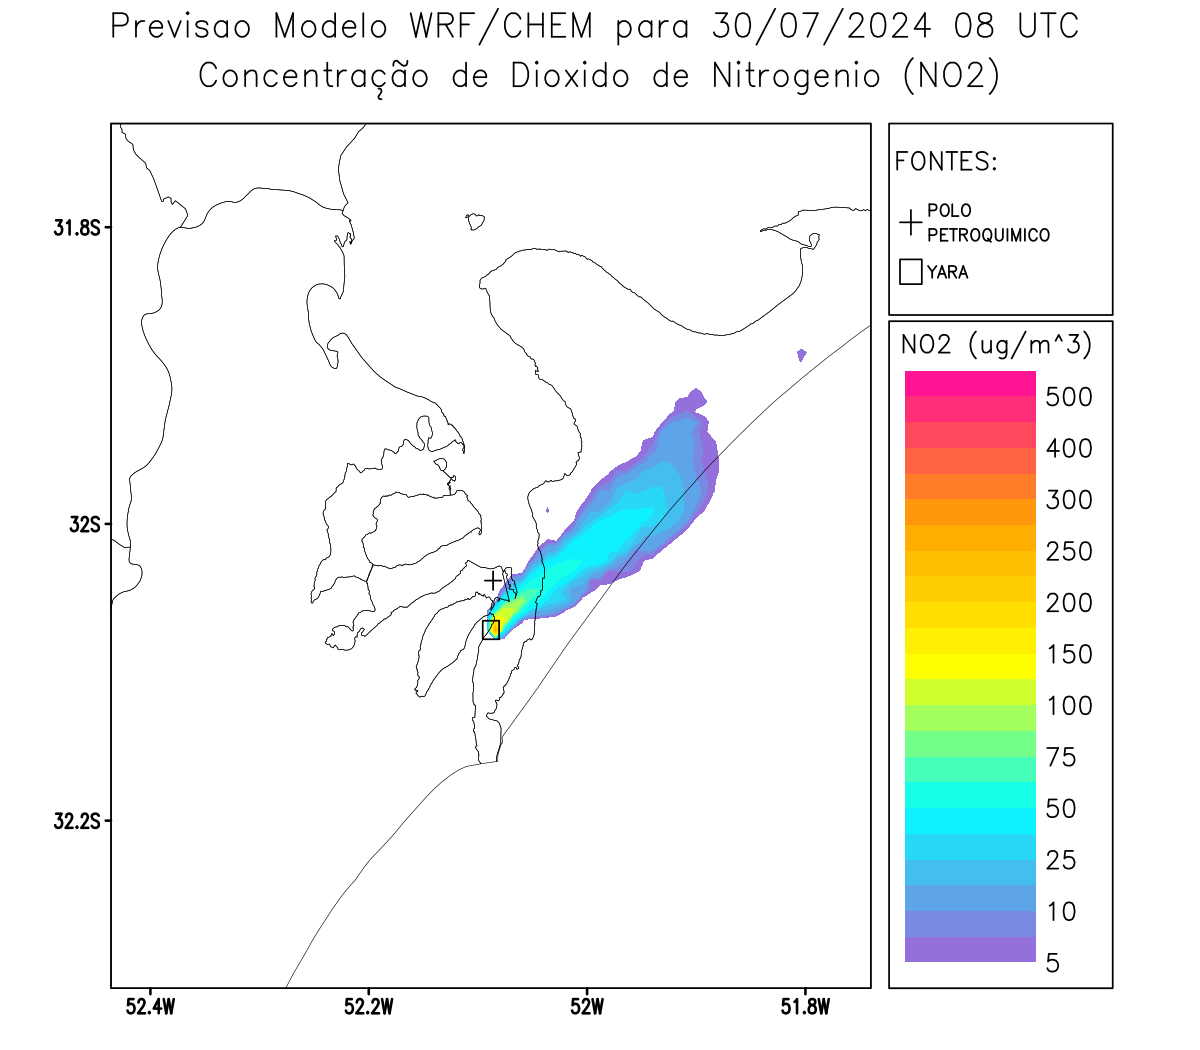 Previsao Modelo WRF/CHEM para 30/07/2024 08 UTC
Concentração de Dioxido de Nitrogenio (NO2)
FONTES:
POLO
PETROQUIMICO
YARA
NO2 (ug/m^3)
500
400
300
250
200
150
100
75
50
25
10
5
31.8S
32S
32.2S
52.4W
52.2W
52W
51.8W